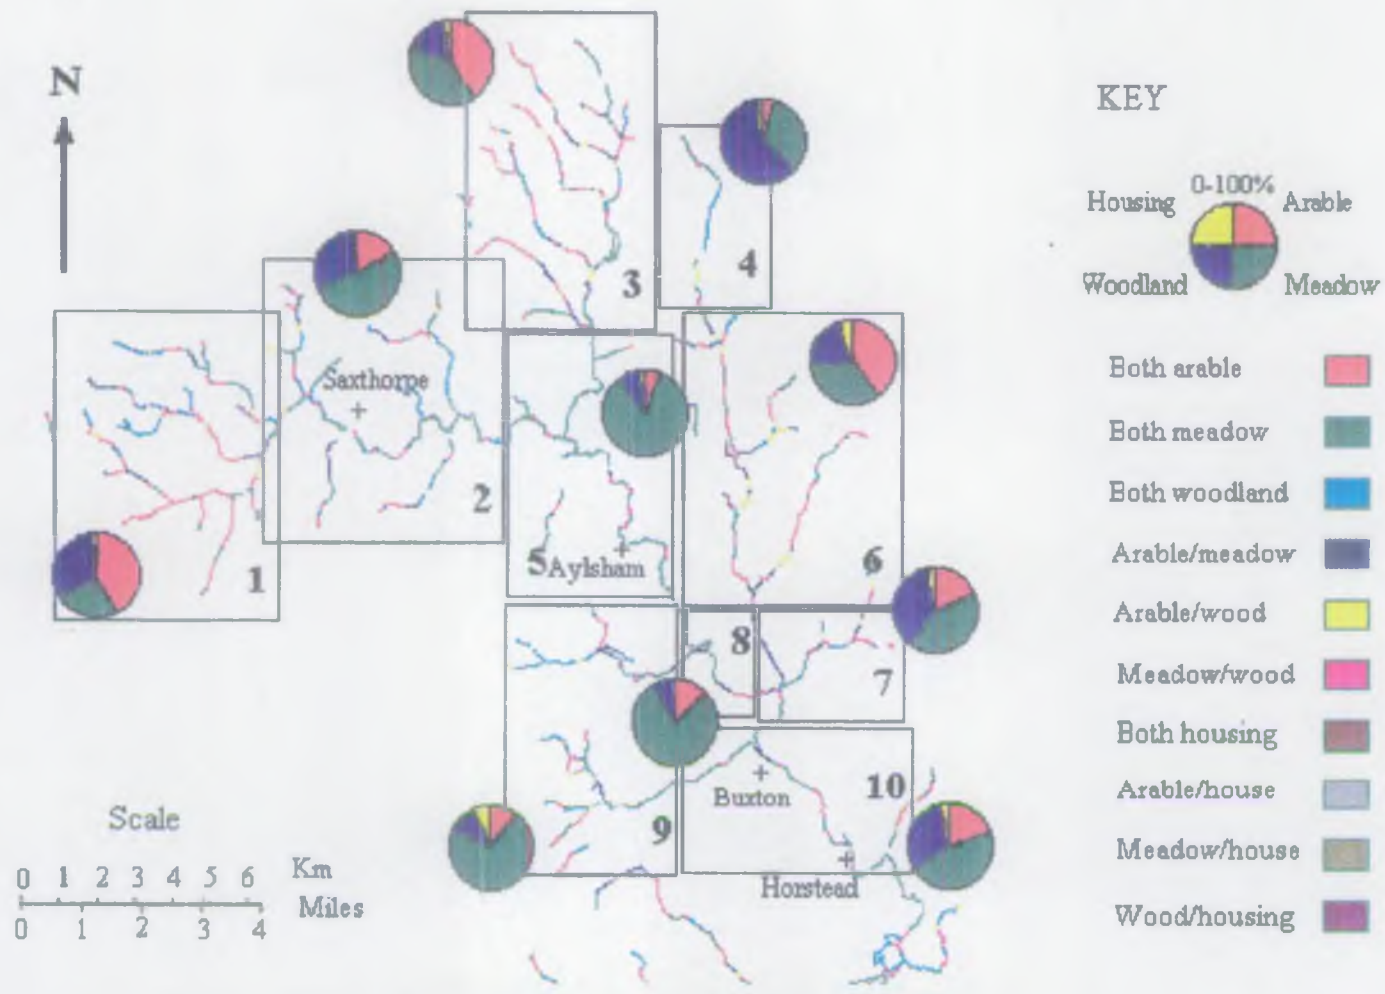 N
3
4
Saxthorpe
2
1
5 Aylsham
6
8
7
Buxton
10
9
Horstead
Scale
0 1 2 3 4 5 6 Km
0 1 2 3 4 Miles
KEY
0-100%
Housing Arable
Woodland Meadow
Both arable
Both meadow
Both woodland
Arable/meadow
Arable/wood
Meadow/wood
Both housing
Arable/house
Meadow/house
Wood/housing